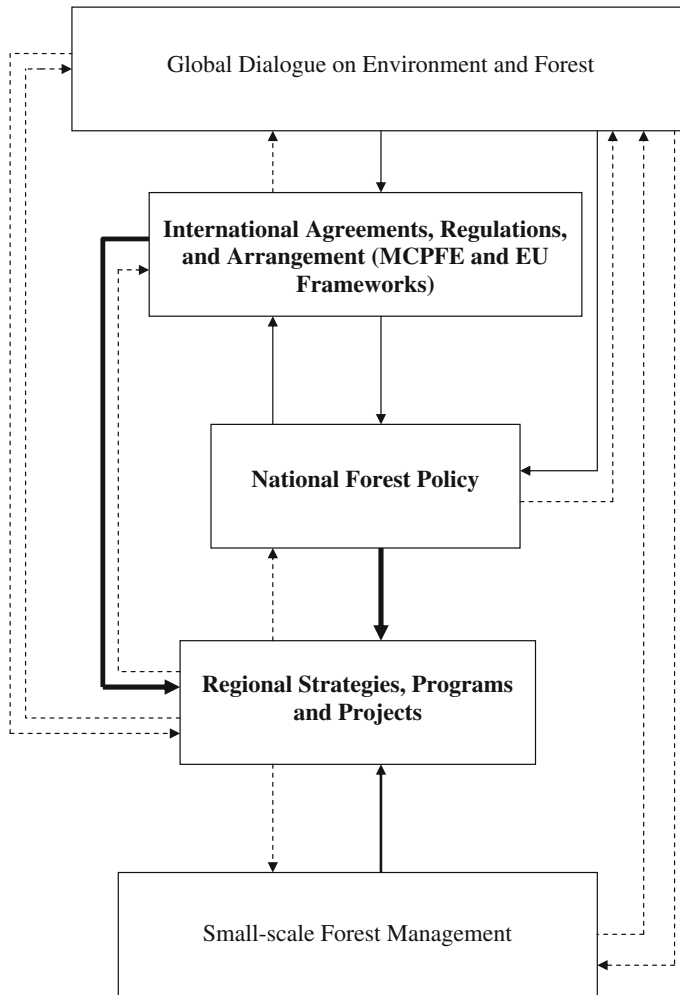 Global Dialogue on Environment and Forest
International Agreements, Regulations,
and Arrangement (MCPFE and EU
Frameworks)
National Forest Policy
Regional Strategies, Programs
and Projects
Small-scale Forest Management